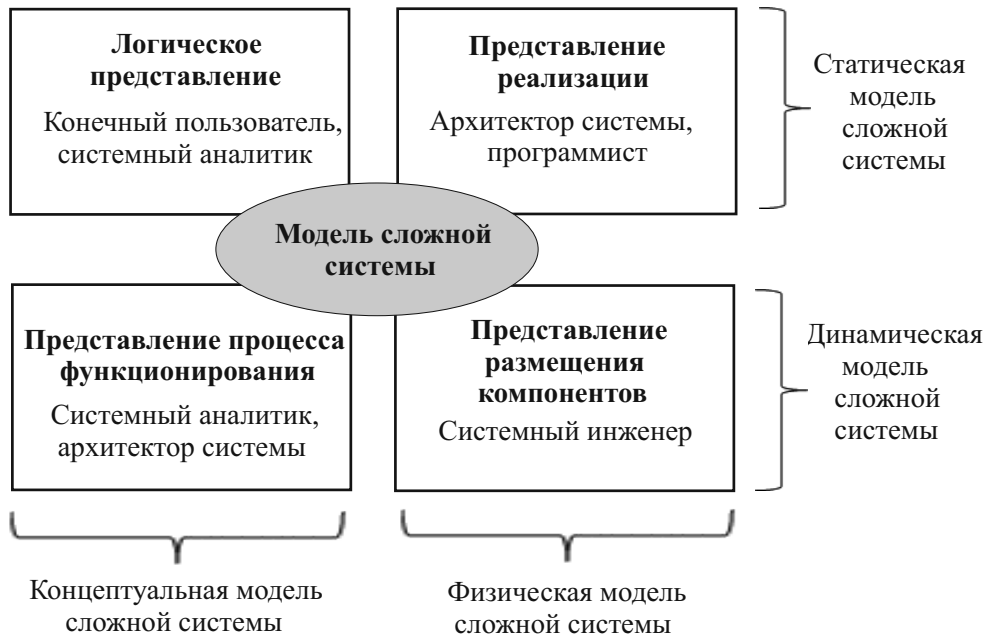 Логическое
представление
Конечный пользователь,
системный аналитик
Представление
реализации
Архитектор системы,
программист
Статическая
модель
сложной
системы
Модель сложной
системы
Представление процесса
функционирования
Системный аналитик,
архитектор системы
Представление
размещения
компонентов
Системный инженер
Динамическая
модель
сложной
системы
Концептуальная модель
сложной системы
Физическая модель
сложной системы